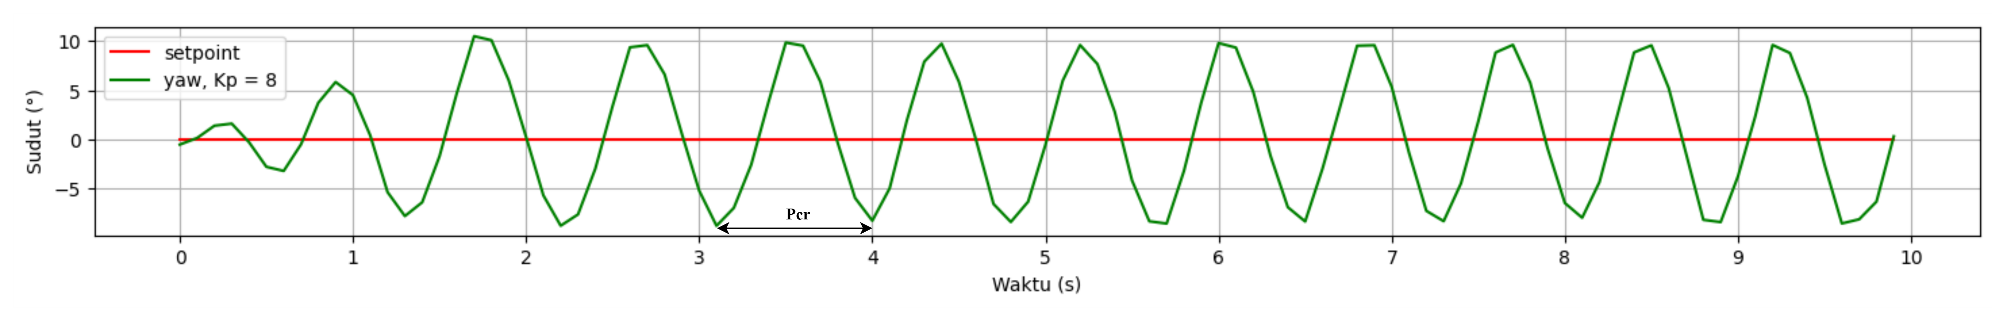 setpoint
yaw, Kp = 8
Sudut (°)
10
5
0
−5
Pcr
0 1 2 3 4 5 6 7 8 9 10
Waktu (s)